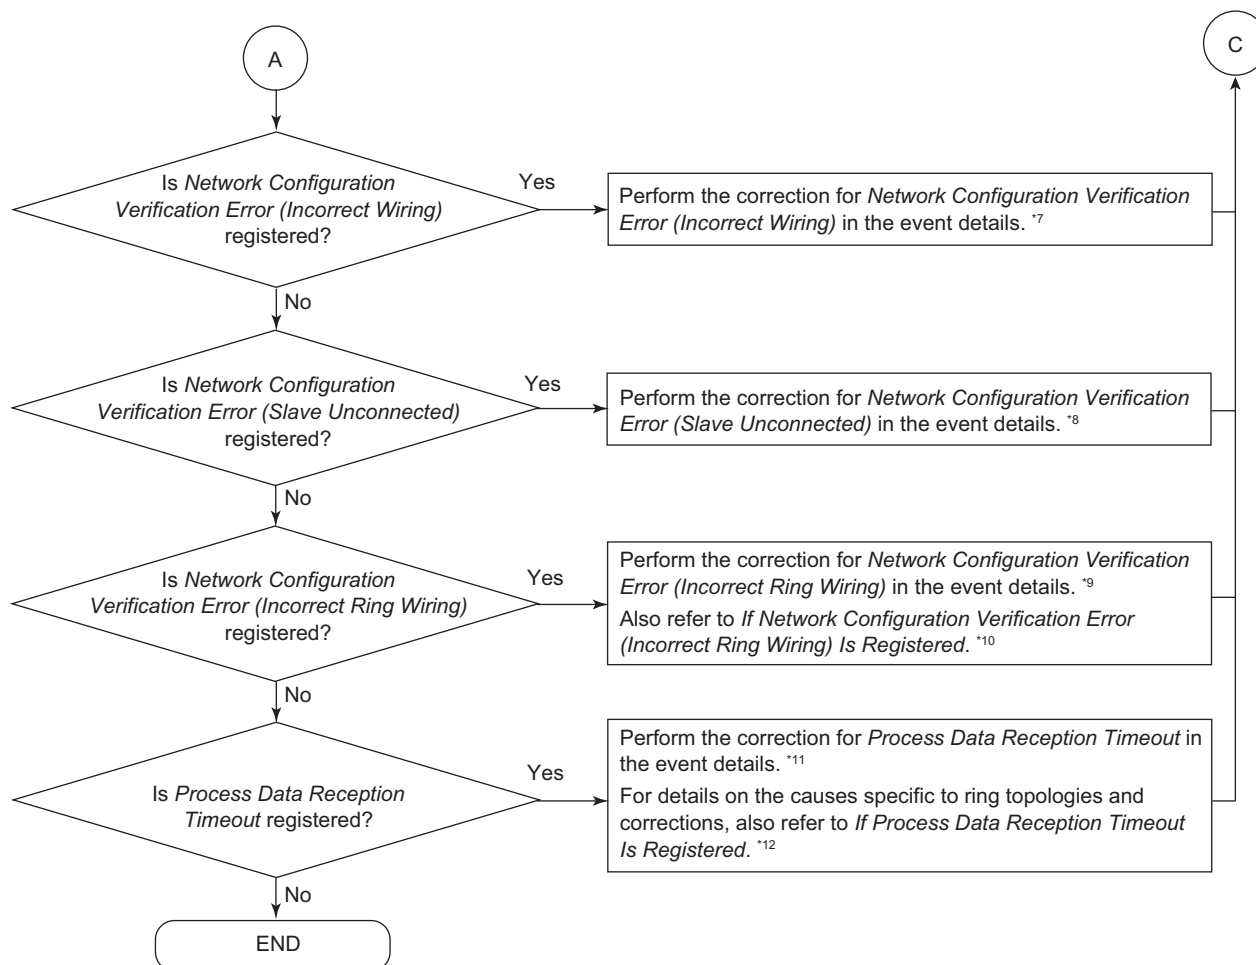 A
C
Is Network Configuration
Verification Error (Incorrect Wiring)
registered?
Yes
Perform the correction for Network Configuration Verification
Error (Incorrect Wiring) in the event details. *7
No
Is Network Configuration
Verification Error (Slave Unconnected)
registered?
Yes
Perform the correction for Network Configuration Verification
Error (Slave Unconnected) in the event details. *8
No
Is Network Configuration
Verification Error (Incorrect Ring Wiring)
registered?
Yes
Perform the correction for Network Configuration Verification
Error (Incorrect Ring Wiring) in the event details. *9
Also refer to If Network Configuration Verification Error
(Incorrect Ring Wiring) Is Registered. *10
No
Is Process Data Reception
Timeout registered?
Yes
Perform the correction for Process Data Reception Timeout in
the event details. *11
For details on the causes specific to ring topologies and
corrections, also refer to If Process Data Reception Timeout
Is Registered. *12
No
END